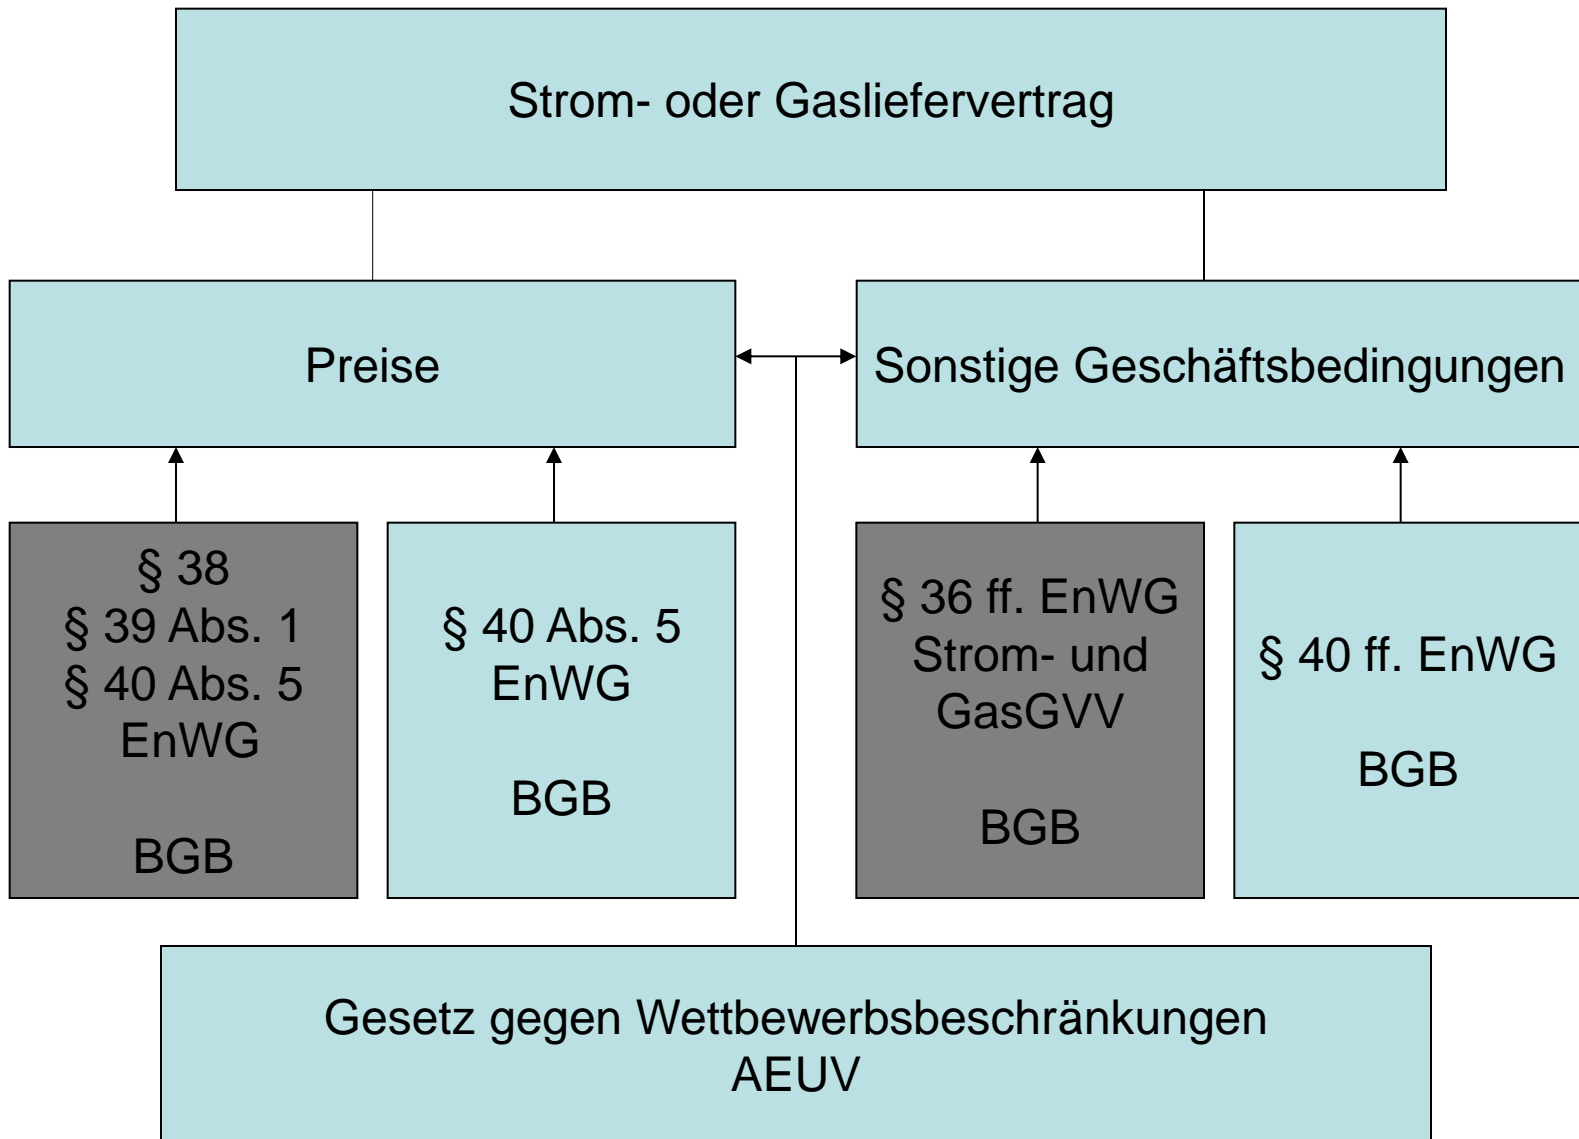 Strom- oder Gasliefervertrag
Preise
Sonstige Geschäftsbedingungen
§ 38
§ 39 Abs. 1
§ 40 Abs. 5
EnWG
BGB
§ 40 Abs. 5
EnWG
BGB
§ 36 ff. EnWG
Strom- und
GasGVV
BGB
§ 40 ff. EnWG
BGB
Gesetz gegen Wettbewerbsbeschränkungen
AEUV